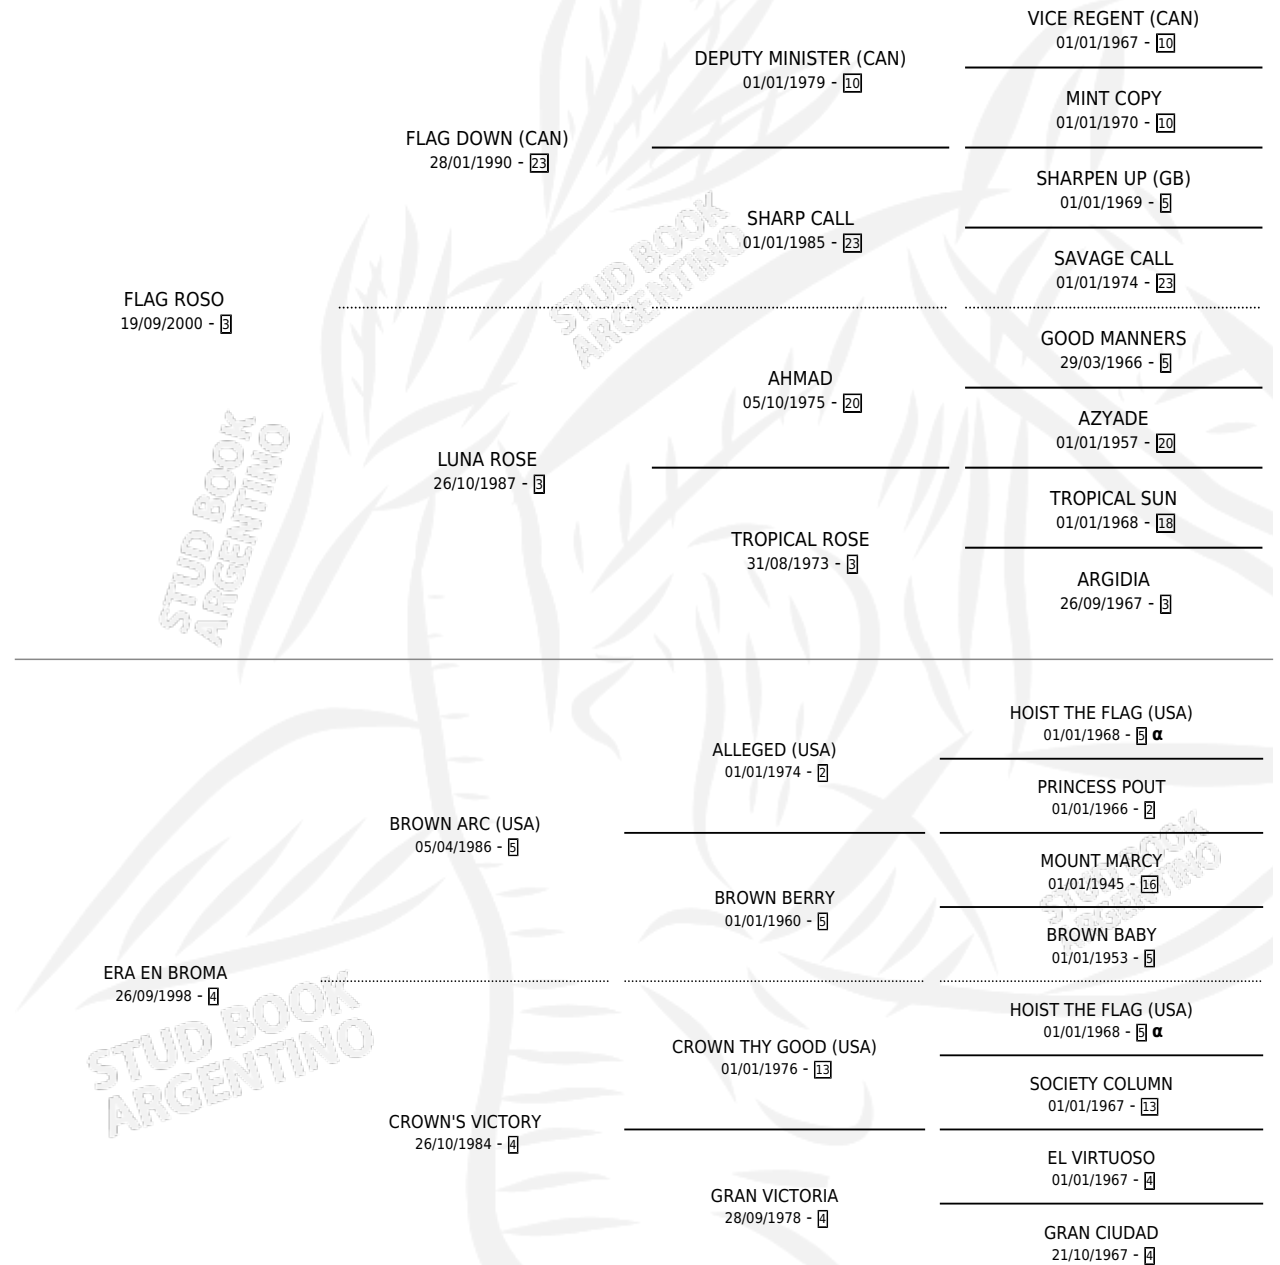 VICE REGENT (CAN)
01/01/1967 - 10
DEPUTY MINISTER (CAN)
01/01/1979 - 10
MINT COPY
01/01/1970 - 10
FLAG DOWN (CAN)
28/01/1990 - 23
SHARPEN UP (GB)
01/01/1969 - 5
SHARP CALL
01/01/1985 - 23
SAVAGE CALL
01/01/1974 - 23
STUD BOOK
ARGENTINO
FLAG ROSO
19/09/2000 - 3
GOOD MANNERS
29/03/1966 - 5
AHMAD
05/10/1975 - 20
AZYADE
01/01/1957 - 20
LUNA ROSE
26/10/1987 - 3
TROPICAL SUN
01/01/1968 - 18
TROPICAL ROSE
31/08/1973 - 3
ARGIDIA
26/09/1967 - 3
STUD BOOK
ARGENTINO
HOIST THE FLAG (USA)
01/01/1968 - 5 α
ALLEGED (USA)
01/01/1974 - 2
PRINCESS POUT
01/01/1966 - 2
BROWN ARC (USA)
05/04/1986 - 5
MOUNT MARCY
01/01/1945 - 16
BROWN BERRY
01/01/1960 - 5
BROWN BABY
01/01/1953 - 5
STUD BOOK
ARGENTINO
ERA EN BROMA
26/09/1998 - 4
HOIST THE FLAG (USA)
01/01/1968 - 5 α
CROWN THY GOOD (USA)
01/01/1976 - 13
SOCIETY COLUMN
01/01/1967 - 13
CROWN'S VICTORY
26/10/1984 - 4
EL VIRTUOSO
01/01/1967 - 4
GRAN VICTORIA
28/09/1978 - 4
GRAN CIUDAD
21/10/1967 - 4
STUD BOOK
ARGENTINO